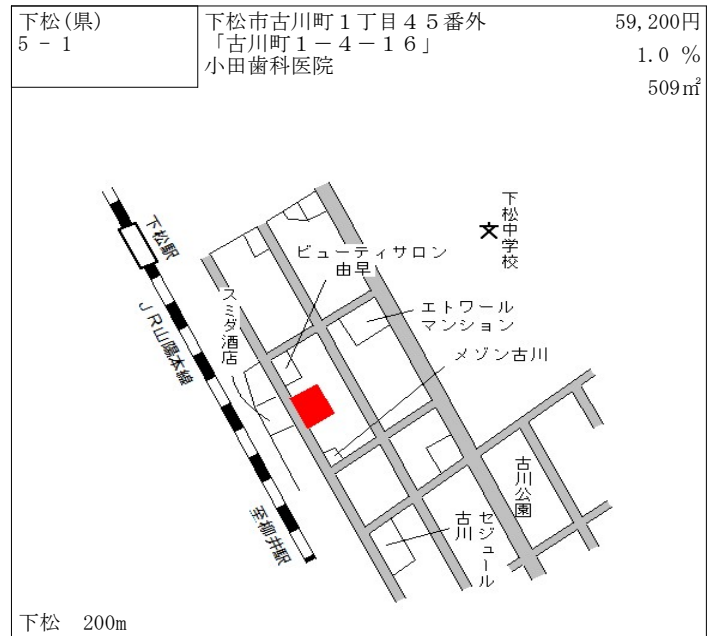 下松(県)
5 - 1
下松市古川町１丁目４５番外
「古川町１－４－１６」
小田歯科医院
59,200円
1.0 %
509㎡
下松駅
ＪＲ山陽本線
至柳井駅
スミダ酒店
ビューティサロン
由早
下松中学校
エトワール
マンション
メゾン古川
古川公園
セジュール
古川
下松 200m